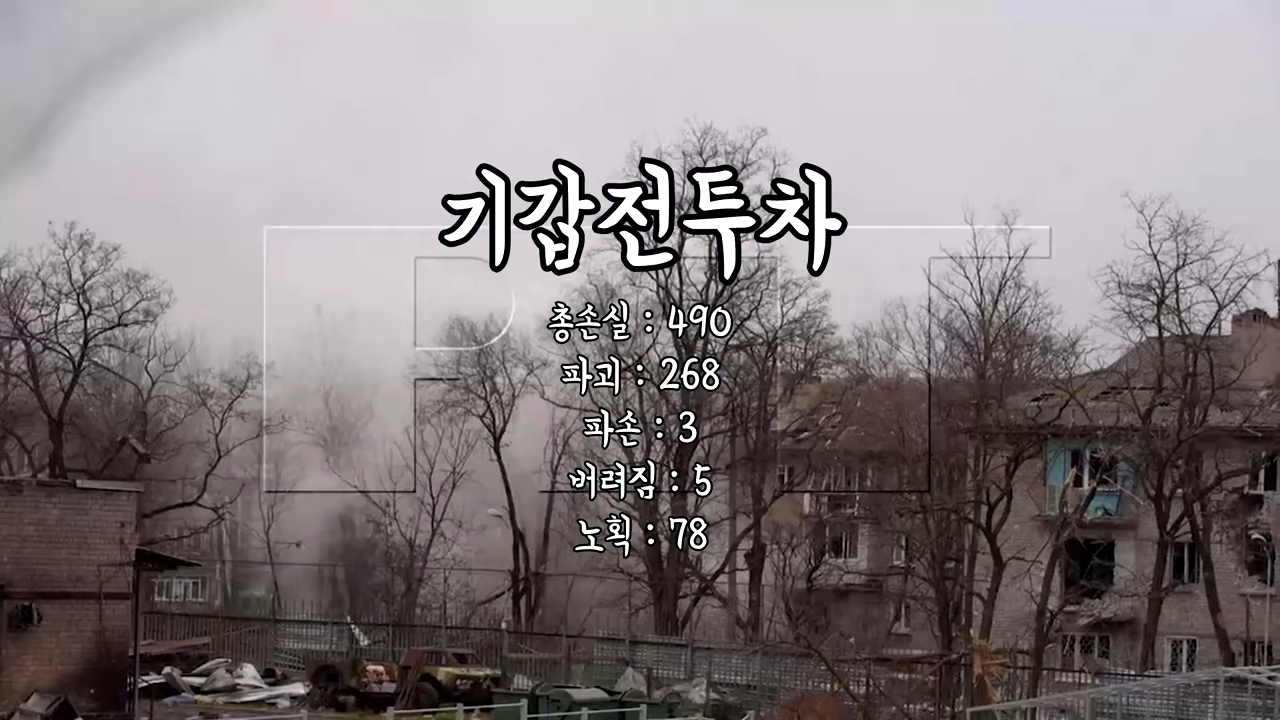 기갑전투차
총손실 : 490
파괴 : 268
파손 : 3
버려짐 : 5
노획 : 78